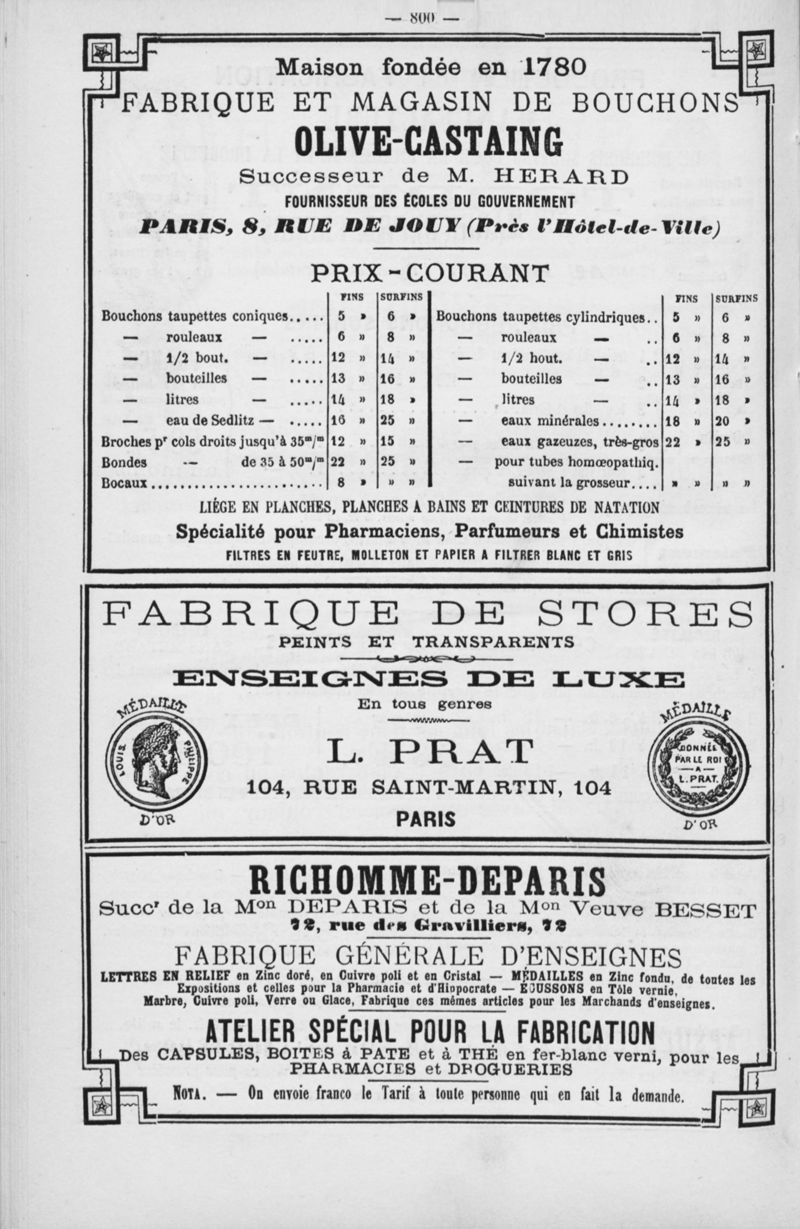 — 800 —
Maison fondée en 1780
FABRIQUE ET MAGASIN DE BOUCHONS
OLIVE-CASTAING
Successeur de M. HERARD
FOURNISSEUR DES ÉCOLES DU GOUVERNEMENT
PARIS, 8, RUE DE JOUY (Près l'Hôtel-de-Ville)
PRIX-COURANT
FINS SURFINS
Bouchons taupettes coniques..... 5 » 6 »
— rouleaux — ..... 6 » 8 »
— 1/2 bout. — ..... 12 » 14 »
— bouteilles — ..... 13 » 16 »
— litres — ..... 14 » 18 »
— eau de Sedlitz — ..... 16 » 25 »
Broches pr cols droits jusqu'à 35m/m 12 » 15 »
Bondes — de 35 à 50m/m 22 » 25 »
Bocaux........................ 8 » » »
FINS SURFINS
Bouchons taupettes cylindriques.. 5 » 6 »
— rouleaux — .. 6 » 8 »
— 1/2 hout. — .. 12 » 14 »
— bouteilles — .. 13 » 16 »
— litres — .. 14 » 18 »
— eaux minérales........ 18 » 20 »
— eaux gazeuzes, très-gros 22 » 25 »
— pour tubes homœopathiq.
suivant la grosseur.... » » » »
LIÉGE EN PLANCHES, PLANCHES A BAINS ET CEINTURES DE NATATION
Spécialité pour Pharmaciens, Parfumeurs et Chimistes
FILTRES EN FEUTRE, MOLLETON ET PAPIER A FILTRER BLANC ET GRIS
FABRIQUE DE STORES
PEINTS ET TRANSPARENTS
ENSEIGNES DE LUXE
En tous genres
MÉDAILLE
LOUIS PHILIPPE
D'OR
L. PRAT
104, RUE SAINT-MARTIN, 104
PARIS
MÉDAILLE
DONNÉE
PAR LE ROI
— A —
L. PRAT.
D'OR
RICHOMME-DEPARIS
Succr de la Mon DEPARIS et de la Mon Veuve BESSET
72, rue des Gravilliers, 72
FABRIQUE GÉNÉRALE D'ENSEIGNES
LETTRES EN RELIEF en Zinc doré, en Cuivre poli et en Cristal — MÉDAILLES en Zinc fondu, de toutes les
Expositions et celles pour la Pharmacie et d'Hippocrate — ÉCUSSONS en Tôle vernie,
Marbre, Cuivre poli, Verre ou Glace, Fabrique ces mêmes articles pour les Marchands d'enseignes.
ATELIER SPÉCIAL POUR LA FABRICATION
Des CAPSULES, BOITES à PATE et à THÉ en fer-blanc verni, pour les
PHARMACIES et DROGUERIES
NOTA. — On envoie franco le Tarif à toute personne qui en fait la demande.